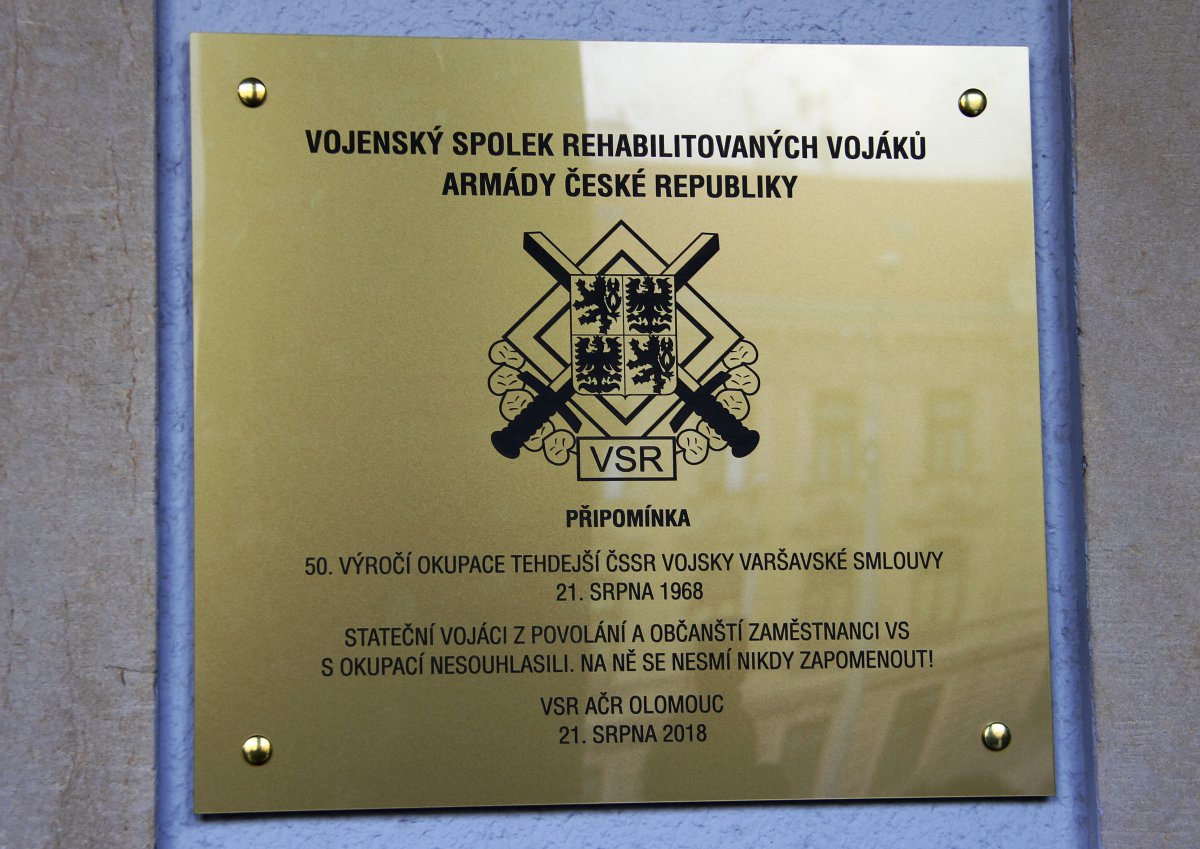 VOJENSKÝ SPOLEK REHABILITOVANÝCH VOJÁKŮ
ARMÁDY ČESKÉ REPUBLIKY
VSR
PŘIPOMÍNKA
50. VÝROČÍ OKUPACE TEHDEJŠÍ ČSSR VOJSKY VARŠAVSKÉ SMLOUVY
21. SRPNA 1968
STATEČNÍ VOJÁCI Z POVOLÁNÍ A OBČANŠTÍ ZAMĚSTNANCI VS
S OKUPACÍ NESOUHLASILI. NA NĚ SE NESMÍ NIKDY ZAPOMENOUT!
VSR AČR OLOMOUC
21. SRPNA 2018